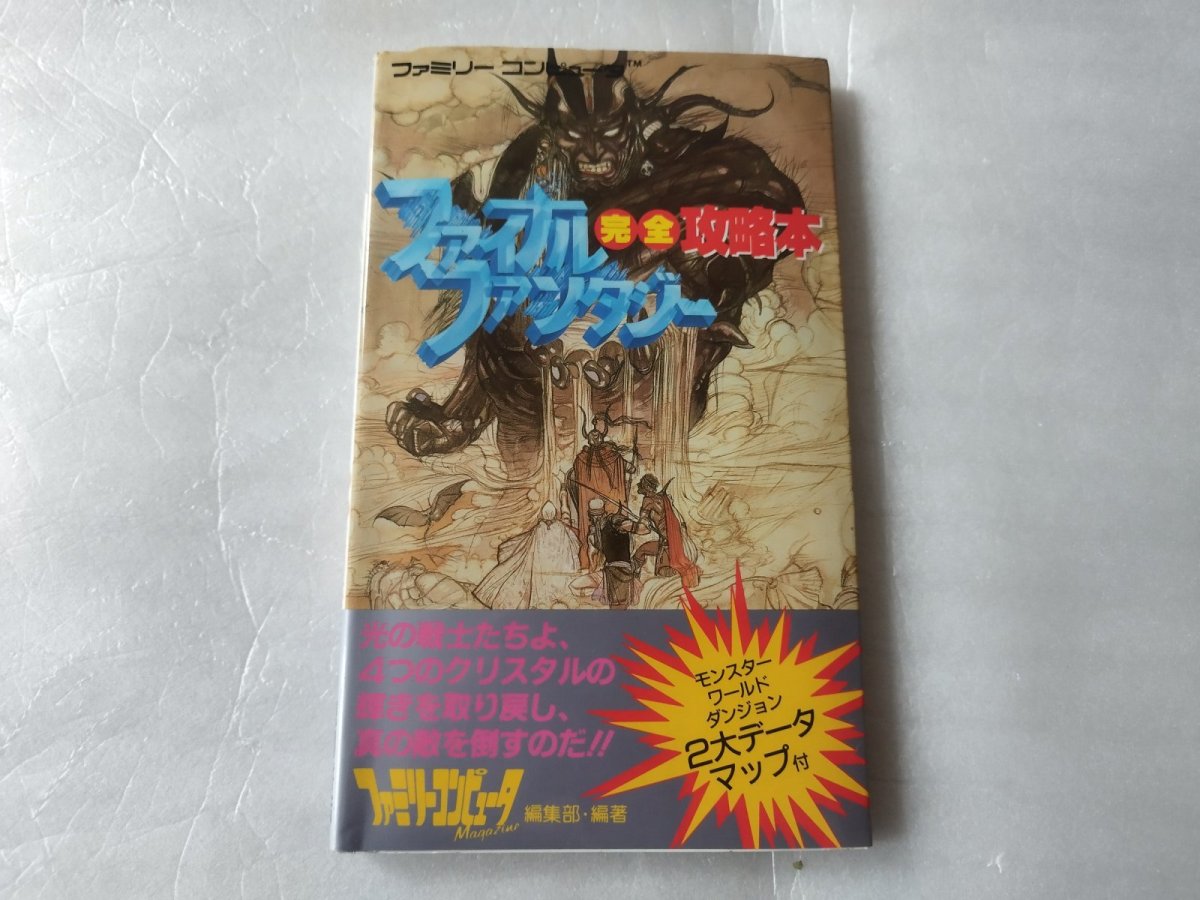 ファミリー コンピュータ™
ファイナル
ファンタジー
完全攻略本
光の戦士たちよ、
4つのクリスタルの
輝きを取り戻し、
真の敵を倒すのだ!!
モンスター
ワールド
ダンジョン
2大データ
マップ付
ファミリーコンピュータ
Magazine
編集部・編著